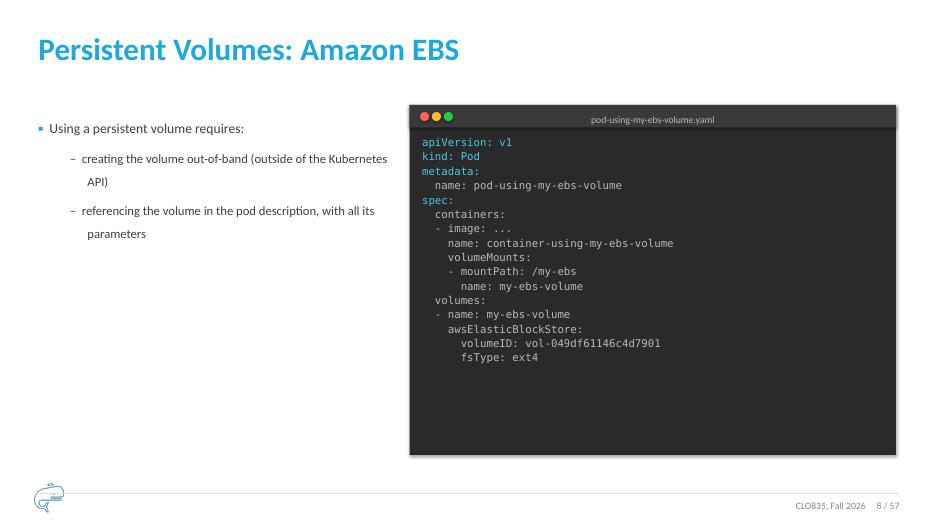 Persistent Volumes: Amazon EBS
▪ Using a persistent volume requires:
– creating the volume out-of-band (outside of the Kubernetes
API)
– referencing the volume in the pod description, with all its
parameters
pod-using-my-ebs-volume.yaml
apiVersion: v1
kind: Pod
metadata:
  name: pod-using-my-ebs-volume
spec:
  containers:
  - image: ...
    name: container-using-my-ebs-volume
    volumeMounts:
    - mountPath: /my-ebs
      name: my-ebs-volume
  volumes:
  - name: my-ebs-volume
    awsElasticBlockStore:
      volumeID: vol-049df61146c4d7901
      fsType: ext4
CLO835, Fall 2026 8 / 57